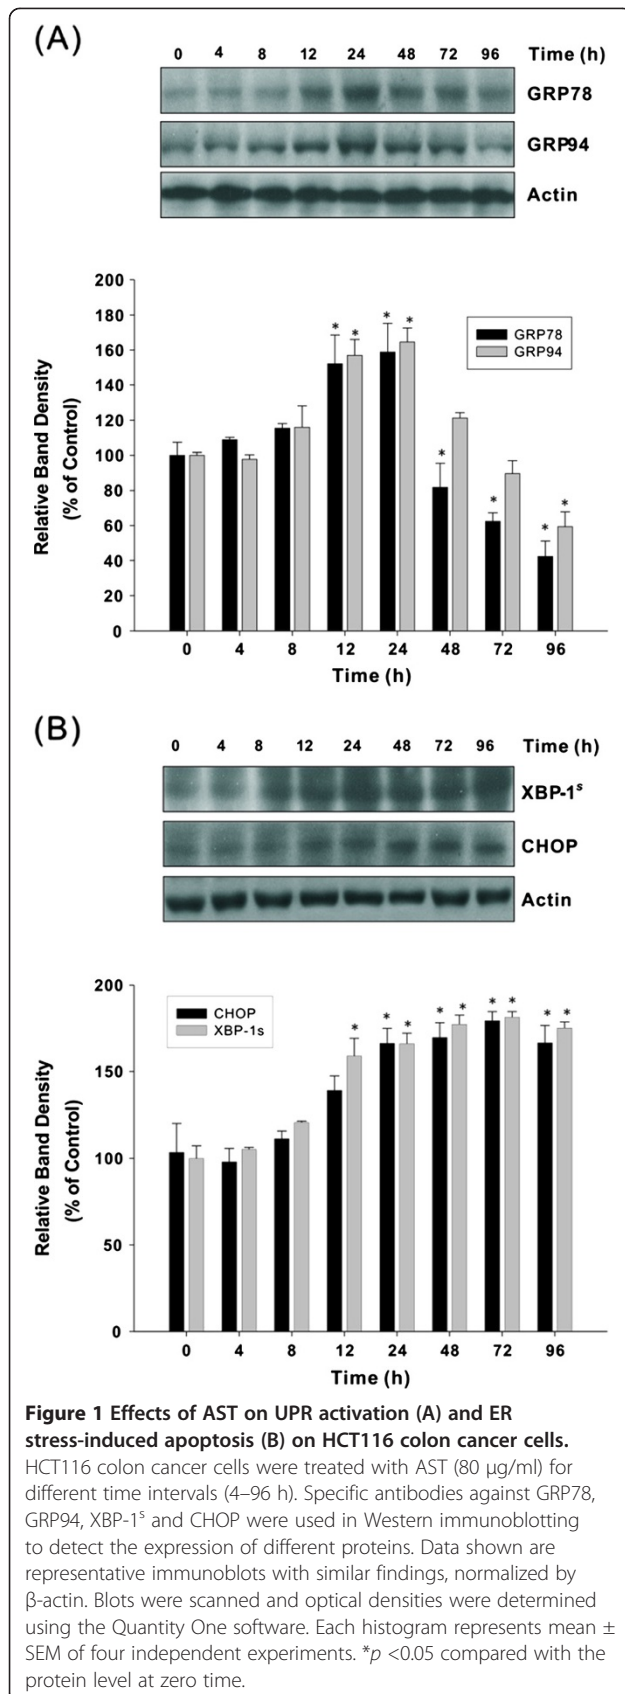 (A)
0 4 8 12 24 48 72 96 Time (h)
GRP78
GRP94
Actin
200
180
160
140
120
100
80
60
40
20
0
Relative Band Density
(% of Control)
* * * * * * * *
GRP78
GRP94
0 4 8 12 24 48 72 96
Time (h)
(B)
0 4 8 12 24 48 72 96 Time (h)
XBP-1ˢ
CHOP
Actin
200
150
100
50
0
Relative Band Density
(% of Control)
CHOP
XBP-1s
* * * * * * * * *
0 4 8 12 24 48 72 96
Time (h)
Figure 1 Effects of AST on UPR activation (A) and ER
stress-induced apoptosis (B) on HCT116 colon cancer cells.
HCT116 colon cancer cells were treated with AST (80 μg/ml) for
different time intervals (4–96 h). Specific antibodies against GRP78,
GRP94, XBP-1ˢ and CHOP were used in Western immunoblotting
to detect the expression of different proteins. Data shown are
representative immunoblots with similar findings, normalized by
β-actin. Blots were scanned and optical densities were determined
using the Quantity One software. Each histogram represents mean ±
SEM of four independent experiments. *p <0.05 compared with the
protein level at zero time.